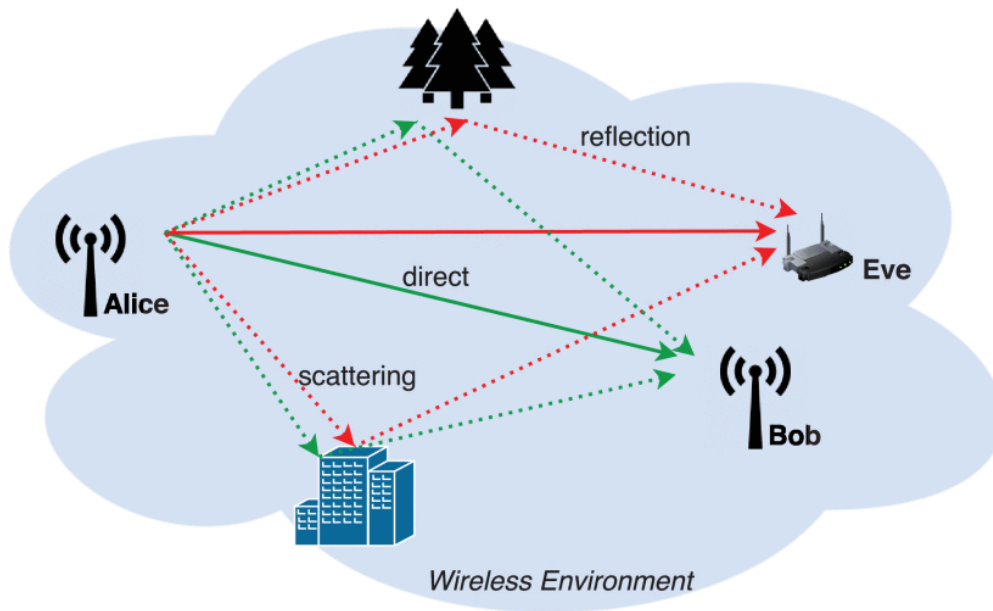 reflection
Eve
direct
Alice
scattering
Bob
Wireless Environment